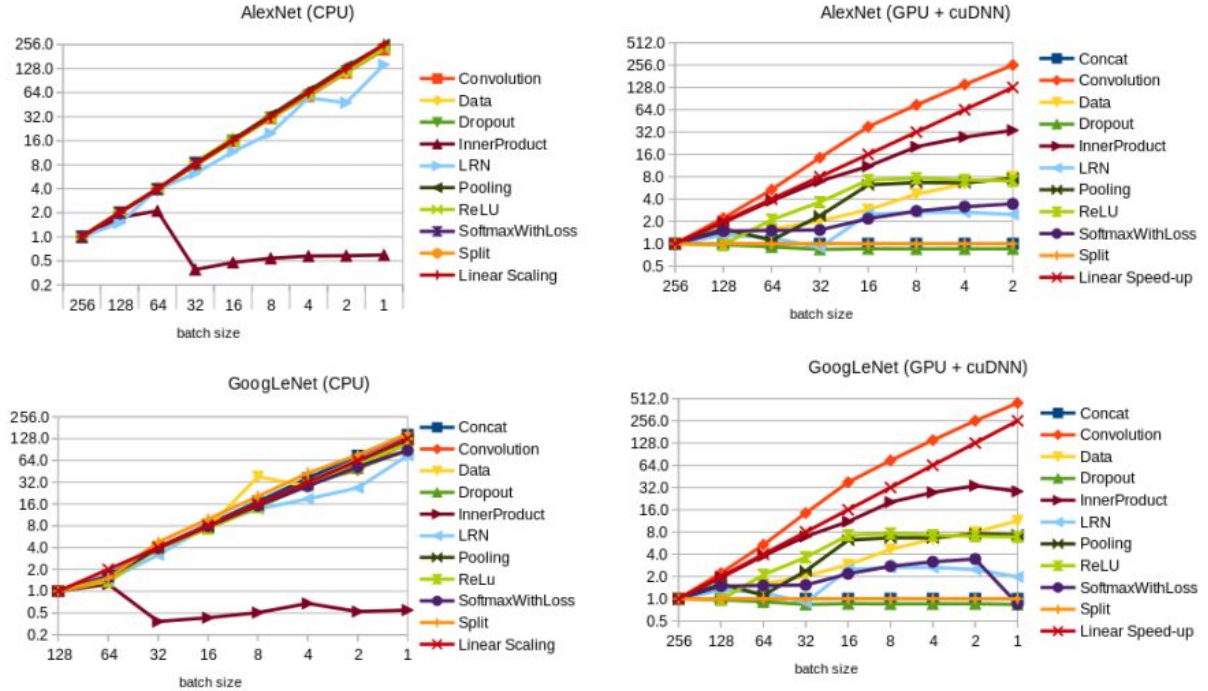 AlexNet (CPU)
256.0
128.0
64.0
32.0
16.0
8.0
4.0
2.0
1.0
0.5
0.2
256 128 64 32 16 8 4 2 1
batch size
Convolution
Data
Dropout
InnerProduct
LRN
Pooling
ReLU
SoftmaxWithLoss
Split
Linear Scaling
AlexNet (GPU + cuDNN)
512.0
256.0
128.0
64.0
32.0
16.0
8.0
4.0
2.0
1.0
0.5
256 128 64 32 16 8 4 2
batch size
Concat
Convolution
Data
Dropout
InnerProduct
LRN
Pooling
ReLU
SoftmaxWithLoss
Split
Linear Speed-up
GoogLeNet (CPU)
256.0
128.0
64.0
32.0
16.0
8.0
4.0
2.0
1.0
0.5
0.2
128 64 32 16 8 4 2 1
batch size
Concat
Convolution
Data
Dropout
InnerProduct
LRN
Pooling
ReLu
SoftmaxWithLoss
Split
Linear Scaling
GoogLeNet (GPU + cuDNN)
512.0
256.0
128.0
64.0
32.0
16.0
8.0
4.0
2.0
1.0
0.5
256 128 64 32 16 8 4 2 1
batch size
Concat
Convolution
Data
Dropout
InnerProduct
LRN
Pooling
ReLU
SoftmaxWithLoss
Split
Linear Speed-up